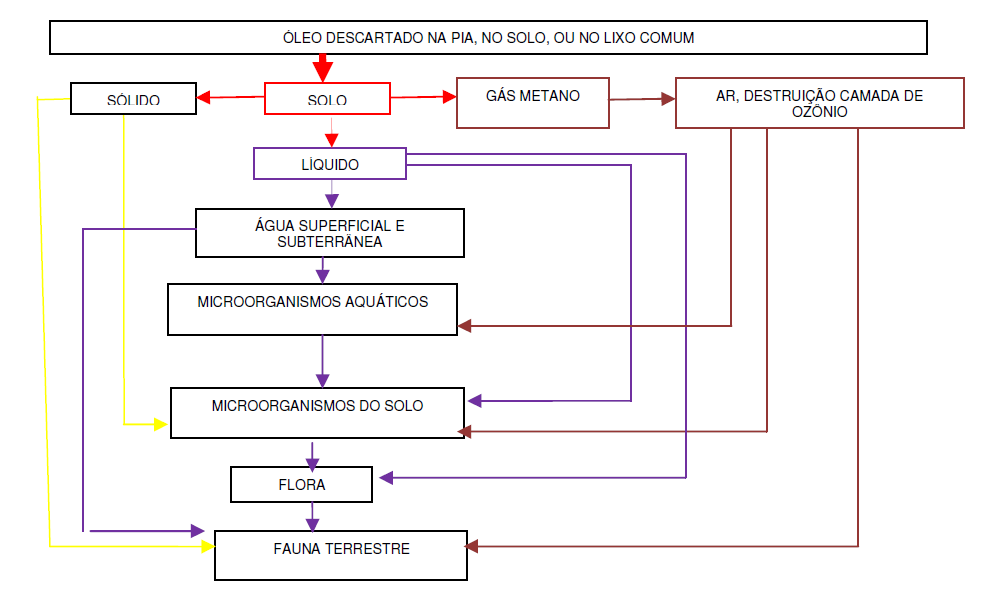 ÓLEO DESCARTADO NA PIA, NO SOLO, OU NO LIXO COMUM
SÓLIDO
SOLO
GÁS METANO
AR, DESTRUIÇÃO CAMADA DE
OZÔNIO
LÍQUIDO
ÁGUA SUPERFICIAL E
SUBTERRÂNEA
MICROORGANISMOS AQUÁTICOS
MICROORGANISMOS DO SOLO
FLORA
FAUNA TERRESTRE